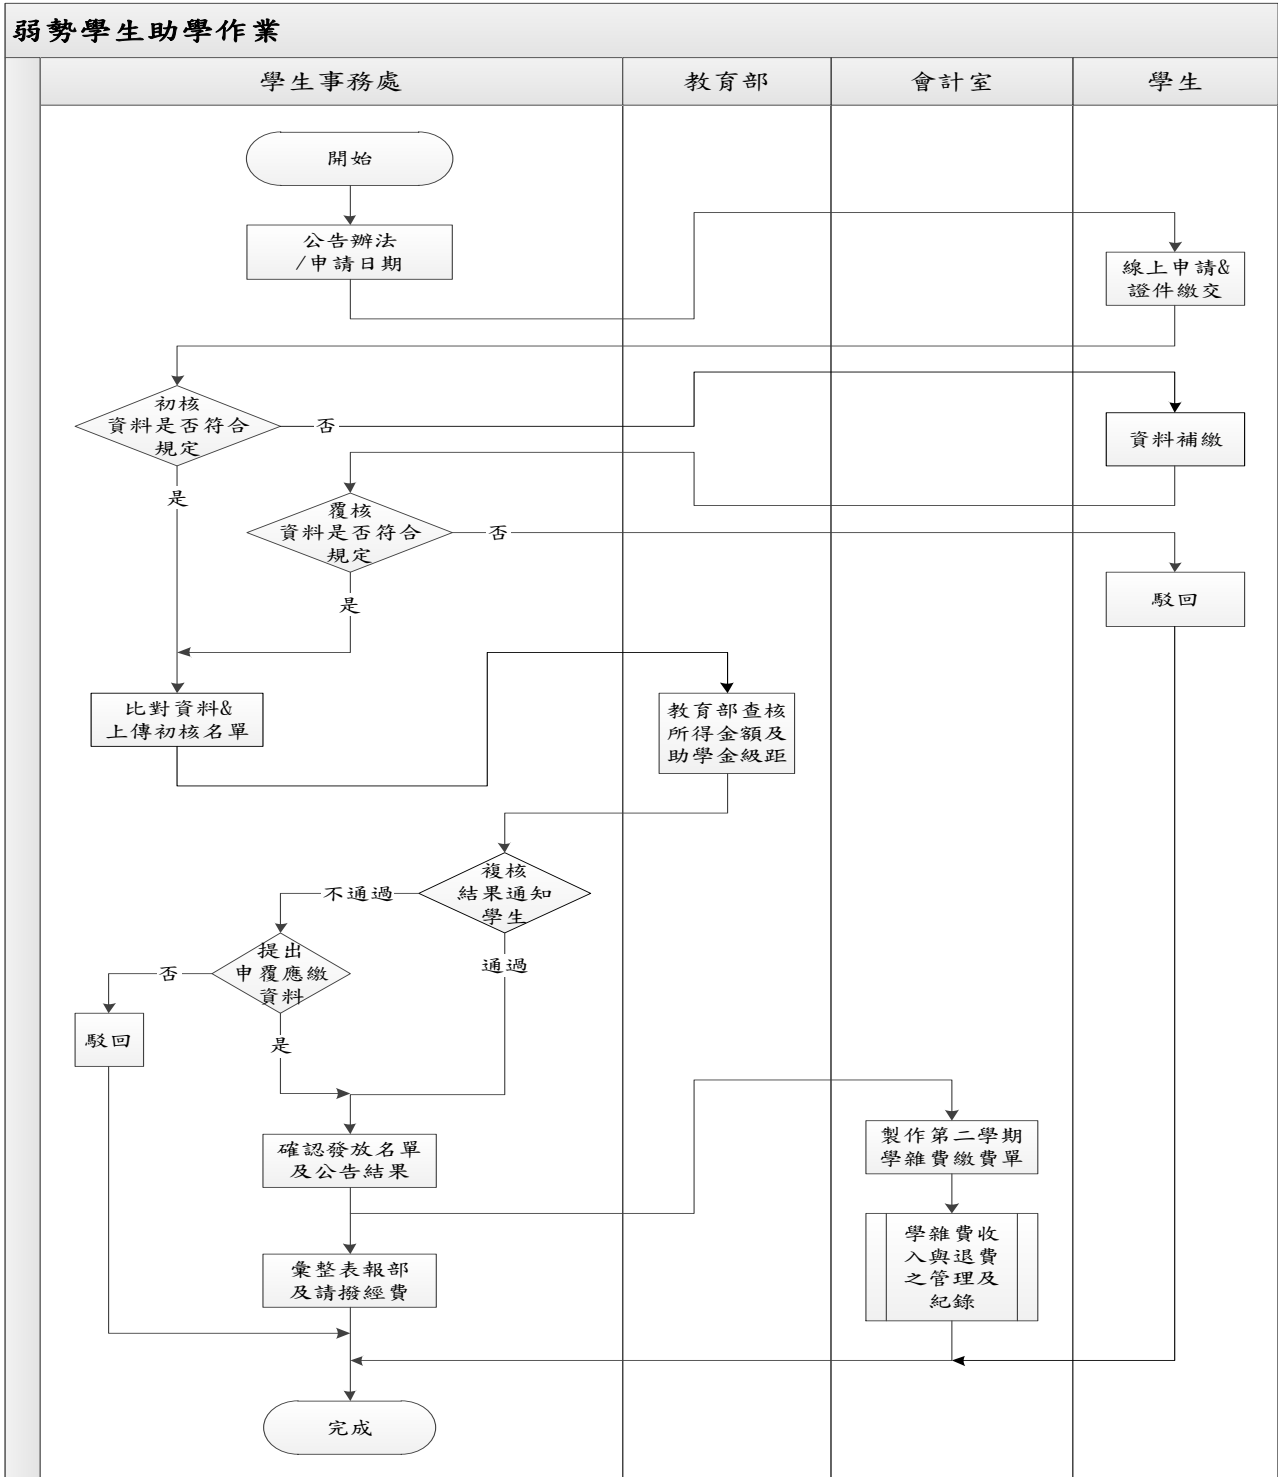 弱勢學生助學作業
學生事務處
教育部
會計室
學生
開始
公告辦法
/申請日期
線上申請&
證件繳交
初核
資料是否符合
規定
否
資料補繳
是
覆核
資料是否符合
規定
否
駁回
是
比對資料&
上傳初核名單
教育部查核
所得金額及
助學金級距
複核
結果通知
學生
不通過
通過
提出
申覆應繳
資料
否
駁回
是
確認發放名單
及公告結果
製作第二學期
學雜費繳費單
學雜費收
入與退費
之管理及
紀錄
彙整表報部
及請撥經費
完成